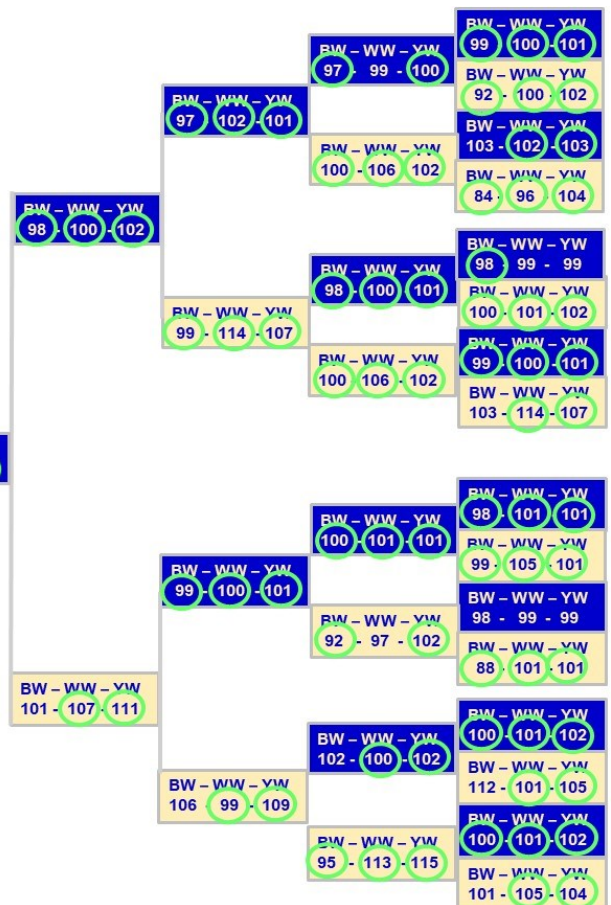 BW – WW – YW
98 - 100 - 102
BW – WW – YW
101 - 107 - 111
BW – WW – YW
97 102 - 101
BW – WW – YW
99 - 114 - 107
BW – WW – YW
99 - 100 - 101
BW – WW – YW
106 - 99 - 109
BW – WW – YW
97 - 99 - 100
BW – WW – YW
100 - 106 102
BW – WW – YW
98 - 100 - 101
BW – WW – YW
100 - 106 - 102
BW – WW – YW
100 - 101 - 101
BW – WW – YW
92 - 97 - 102
BW – WW – YW
102 - 100 - 102
BW – WW – YW
95 - 113 - 115
BW – WW – YW
99 100 - 101
BW – WW – YW
92 - 100 - 102
BW – WW – YW
103 - 102 - 103
BW – WW – YW
84 - 96 - 104
BW – WW – YW
98 - 99 - 99
BW – WW – YW
100 - 101 - 102
BW – WW – YW
99 - 100 - 101
BW – WW – YW
103 - 114 - 107
BW – WW – YW
98 - 101 - 101
BW – WW – YW
99 - 105 - 101
BW – WW – YW
98 - 99 - 99
BW – WW – YW
88 - 101 - 101
BW – WW – YW
100 - 101 - 102
BW – WW – YW
112 - 101 - 105
BW – WW – YW
100 - 101 - 102
BW – WW – YW
101 - 105 - 104